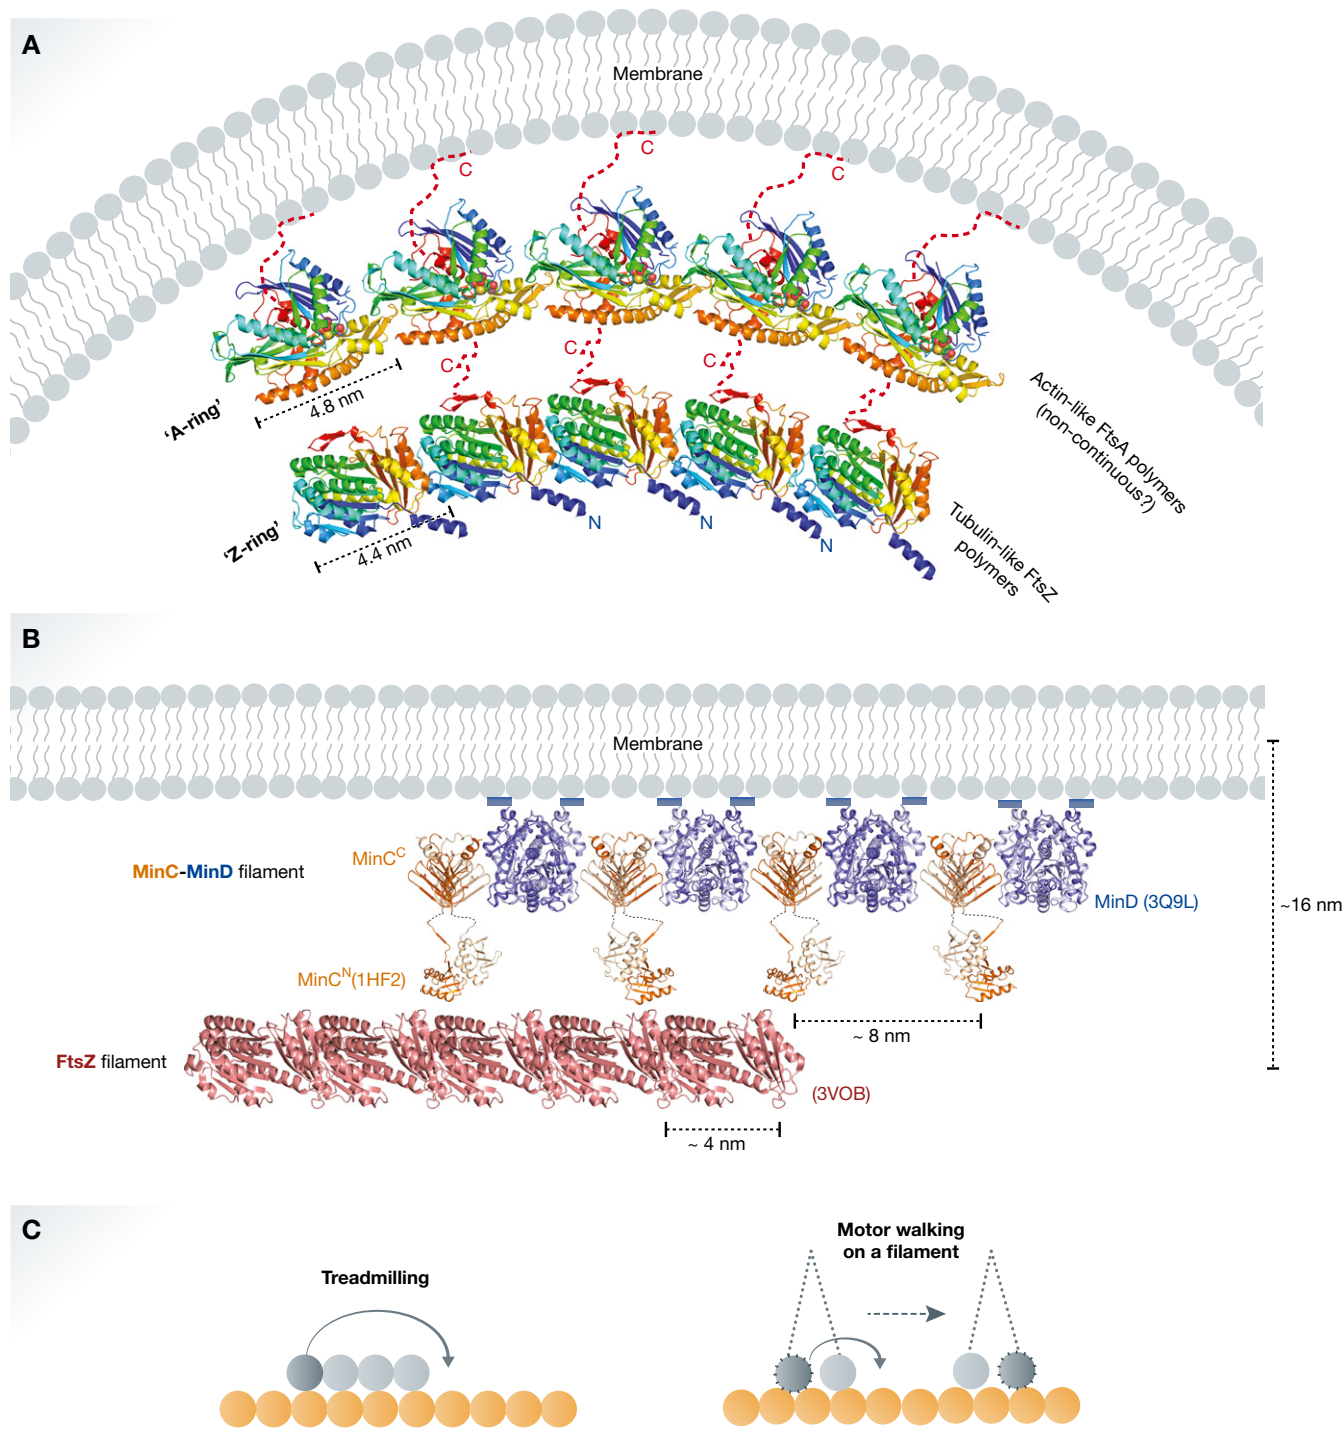 A
Membrane
C
C
C
C
C
C
4.8 nm
'A-ring'
Actin-like FtsA polymers
(non-continuous?)
N
N
N
4.4 nm
'Z-ring'
Tubulin-like FtsZ
polymers
B
Membrane
MinC^C
MinC-MinD filament
MinD (3Q9L)
~16 nm
MinC^N(1HF2)
~ 8 nm
FtsZ filament
(3VOB)
~ 4 nm
C
Motor walking
on a filament
Treadmilling